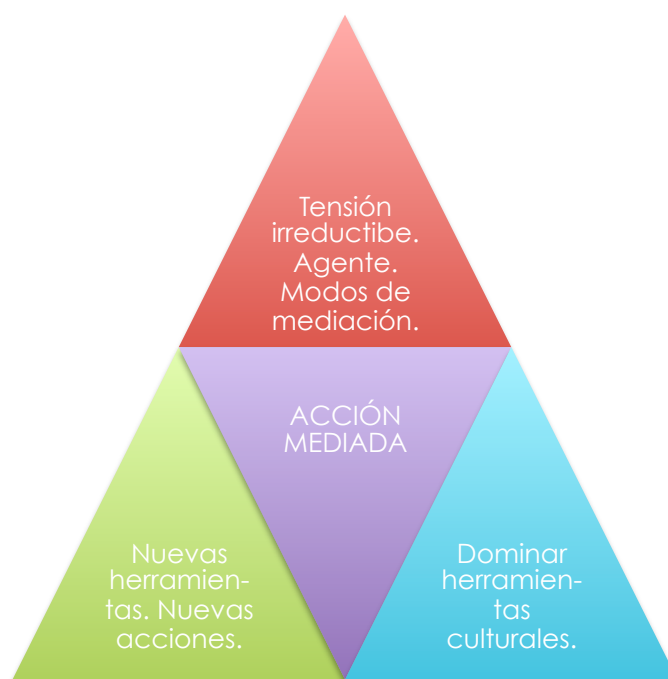 Tensión
irreductibe.
Agente.
Modos de
mediación.
ACCIÓN
MEDIADA
Nuevas
herramien-
tas. Nuevas
acciones.
Dominar
herramien-
tas
culturales.